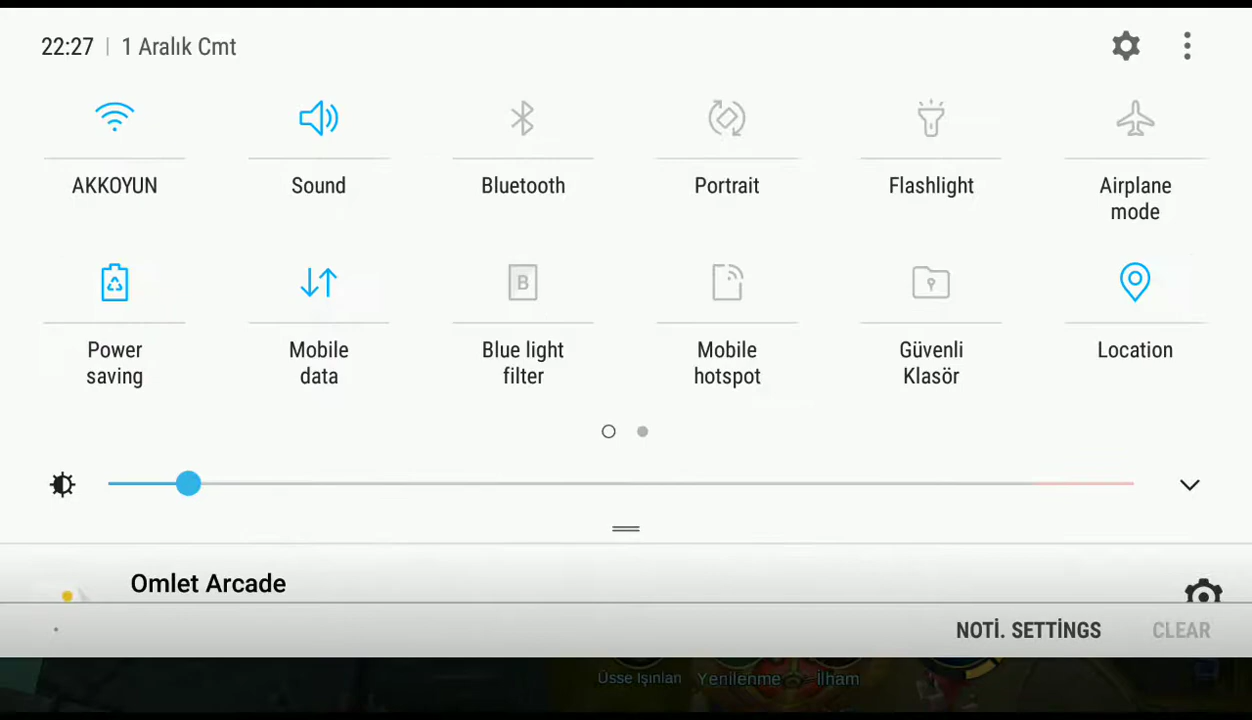 22:27 | 1 Aralık Cmt
AKKOYUN
Sound
Bluetooth
Portrait
Flashlight
Airplane
mode
Power
saving
Mobile
data
B
Blue light
filter
Mobile
hotspot
Güvenli
Klasör
Location
Omlet Arcade
NOTİ. SETTİNGS
CLEAR
Üsse Işınlan
Yenilenme
İlham